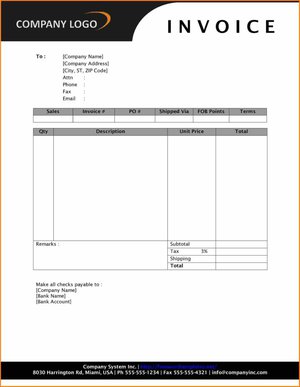 COMPANY LOGO
INVOICE
To : [Company Name]
[Company Address]
[City, ST, ZIP Code]
Attn :
Phone :
Fax :
Email :
Sales Invoice # PO # Shipped Via FOB Points Terms
Qty Description Unit Price Total
Remarks : Subtotal
Tax 3%
Shipping
Total
Make all checks payable to :
[Company Name]
[Bank Name]
[Bank Account]
Company System Inc. |
8030 Harrington Rd, Miami, USA | Ph 555-555-1234 | Fax 555-555-4321 | info@companyinc.com